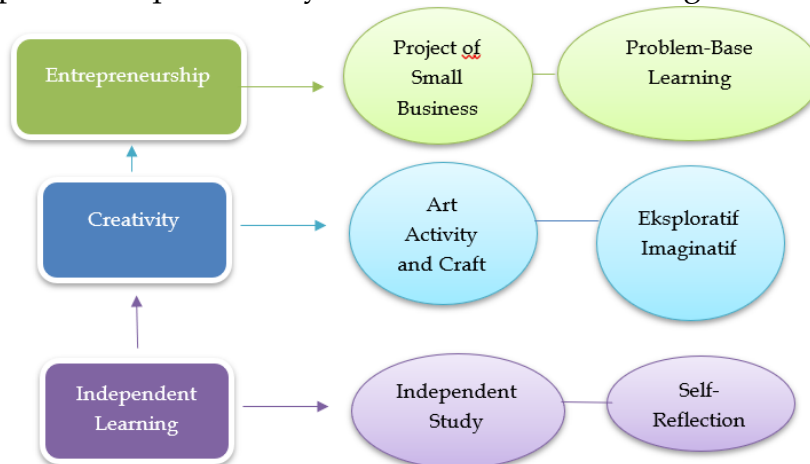 Entrepreneurship
Project of
Small
Business
Problem-Base
Learning
Creativity
Art
Activity
and Craft
Eksploratif
Imaginatif
Independent
Learning
Independent
Study
Self-
Reflection